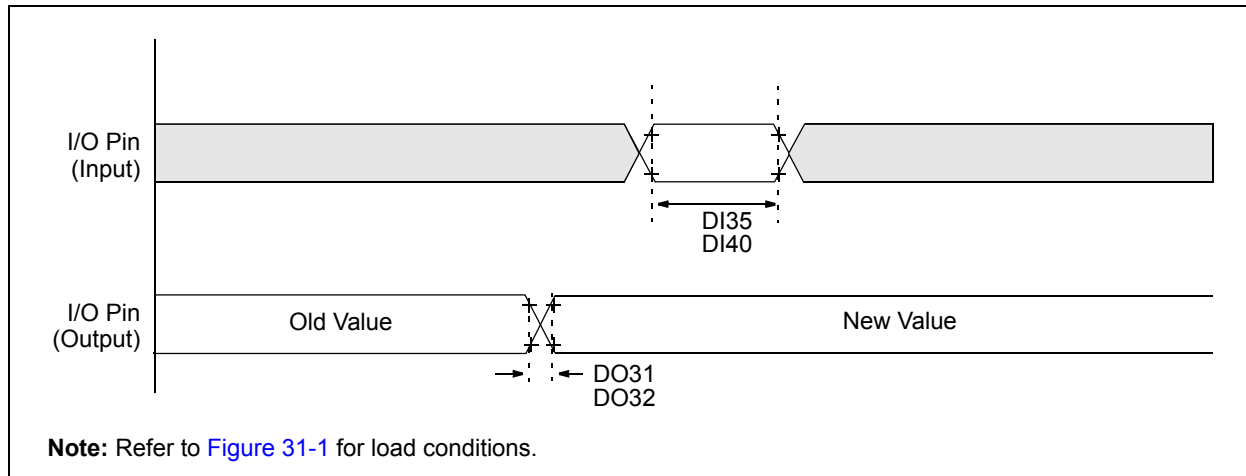 I/O Pin
(Input)
DI35
DI40
I/O Pin
(Output)
Old Value
New Value
DO31
DO32
Note: Refer to Figure 31-1 for load conditions.